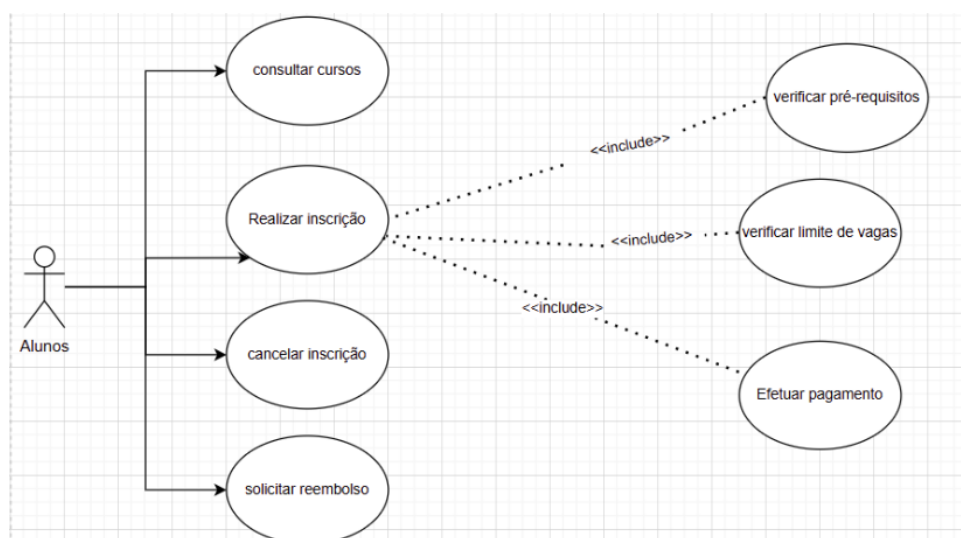 consultar cursos
verificar pré-requisitos
<<include>>
Realizar inscrição
<<include>>
verificar limite de vagas
<<include>>
Alunos
cancelar inscrição
Efetuar pagamento
solicitar reembolso